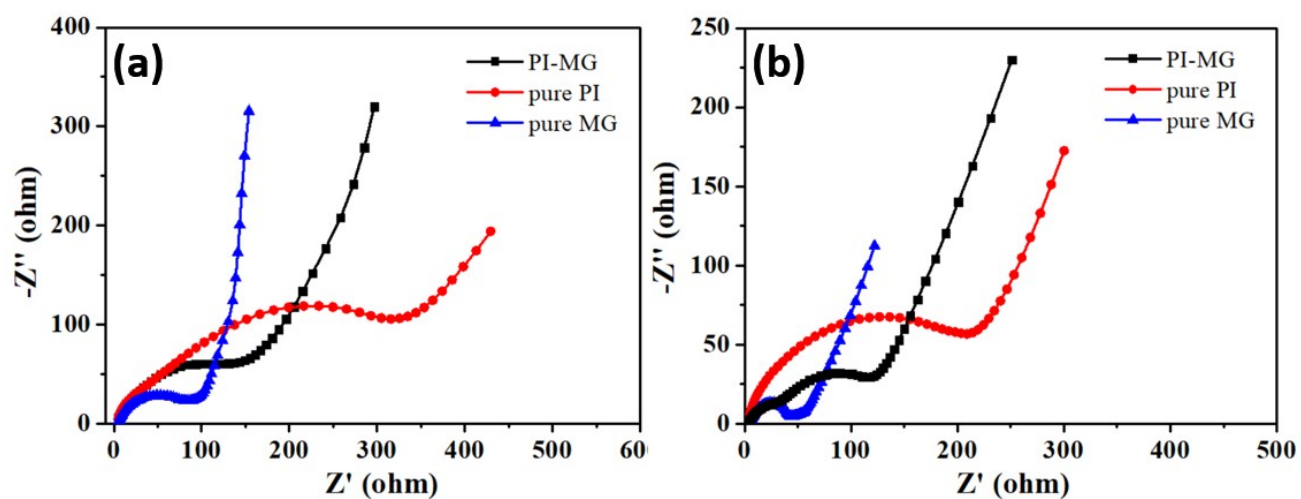 (a)
PI-MG
pure PI
pure MG
400
300
200
100
0
-Z'' (ohm)
0 100 200 300 400 500 60
Z' (ohm)
(b)
PI-MG
pure PI
pure MG
250
200
150
100
50
0
-Z'' (ohm)
0 100 200 300 400 500
Z' (ohm)